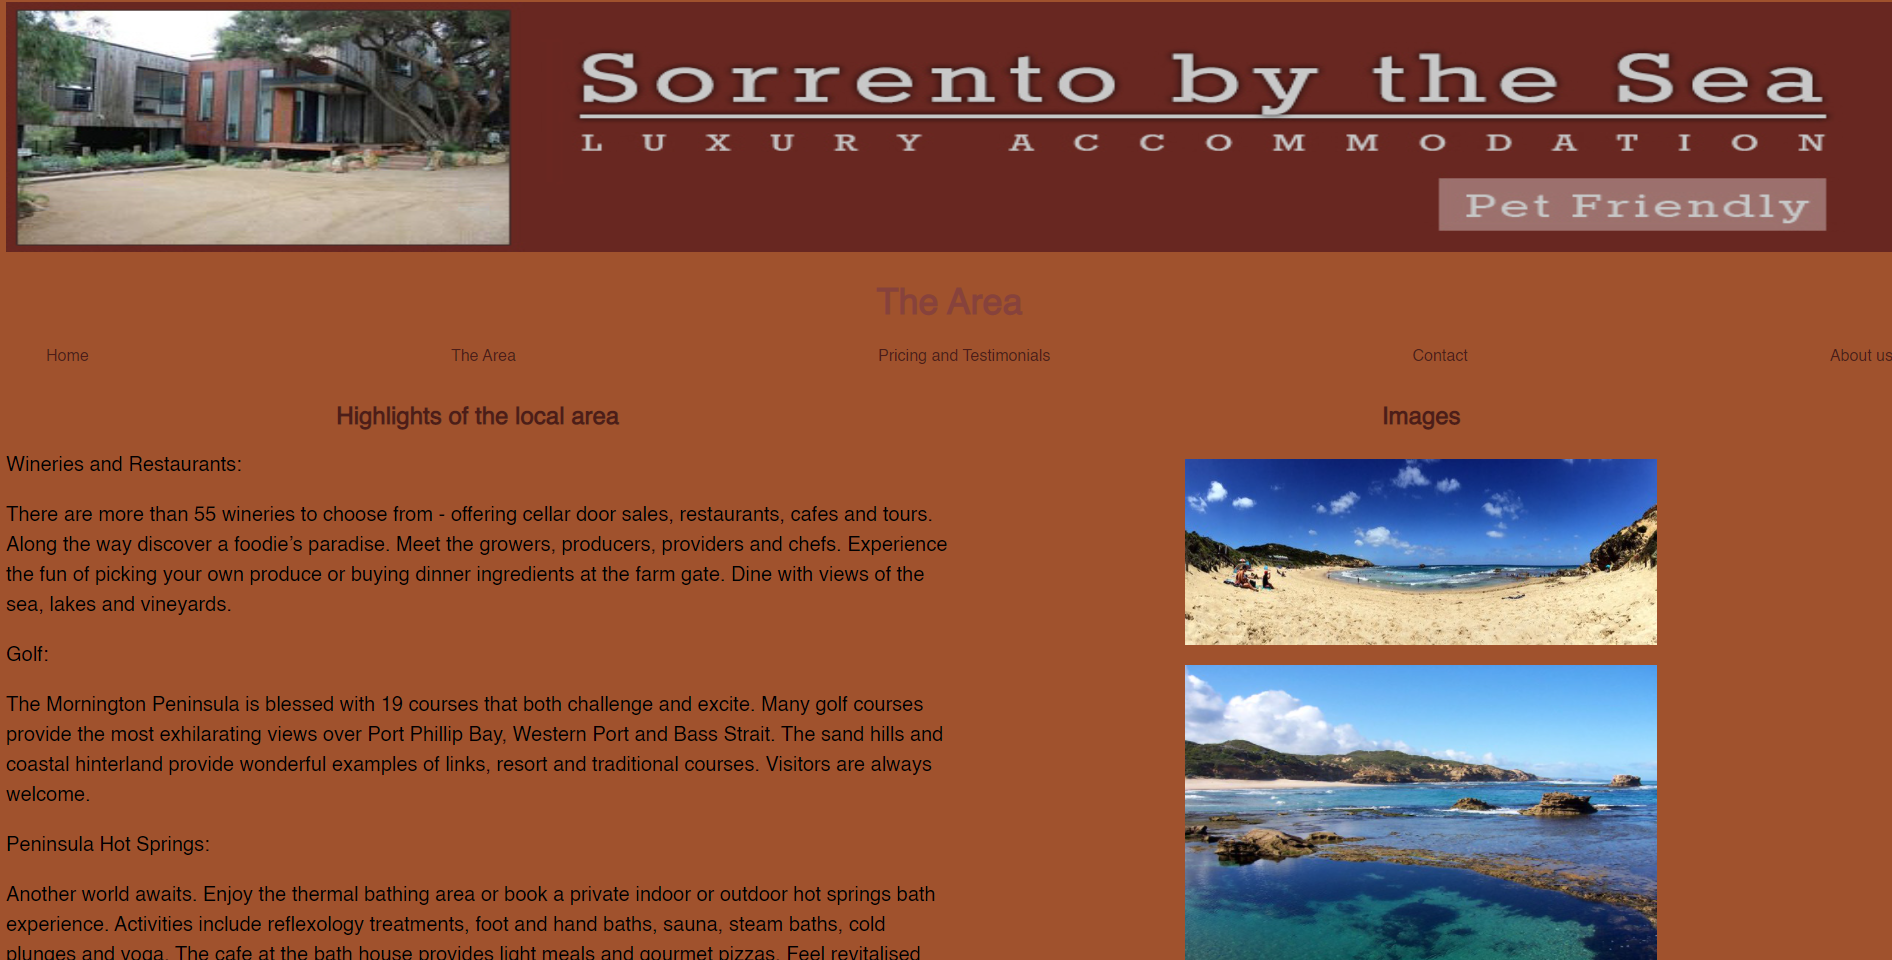 Sorrento by the Sea
LUXURY ACCOMMODATION
Pet Friendly
The Area
Home
The Area
Pricing and Testimonials
Contact
About us
Highlights of the local area
Images
Wineries and Restaurants:
There are more than 55 wineries to choose from - offering cellar door sales, restaurants, cafes and tours.
Along the way discover a foodie’s paradise. Meet the growers, producers, providers and chefs. Experience
the fun of picking your own produce or buying dinner ingredients at the farm gate. Dine with views of the
sea, lakes and vineyards.
Golf:
The Mornington Peninsula is blessed with 19 courses that both challenge and excite. Many golf courses
provide the most exhilarating views over Port Phillip Bay, Western Port and Bass Strait. The sand hills and
coastal hinterland provide wonderful examples of links, resort and traditional courses. Visitors are always
welcome.
Peninsula Hot Springs:
Another world awaits. Enjoy the thermal bathing area or book a private indoor or outdoor hot springs bath
experience. Activities include reflexology treatments, foot and hand baths, sauna, steam baths, cold
plunges and yoga. The cafe at the bath house provides light meals and gourmet pizzas. Feel revitalised